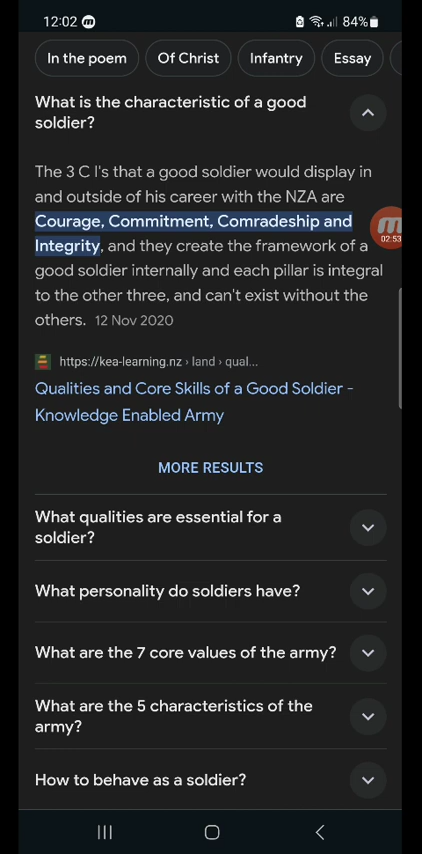 12:02 84%
In the poem Of Christ Infantry Essay
What is the characteristic of a good
soldier?
The 3 C I's that a good soldier would display in
and outside of his career with the NZA are
Courage, Commitment, Comradeship and
Integrity, and they create the framework of a
good soldier internally and each pillar is integral
to the other three, and can't exist without the
others. 12 Nov 2020
02:53
https://kea-learning.nz › land › qual...
Qualities and Core Skills of a Good Soldier -
Knowledge Enabled Army
MORE RESULTS
What qualities are essential for a
soldier?
What personality do soldiers have?
What are the 7 core values of the army?
What are the 5 characteristics of the
army?
How to behave as a soldier?